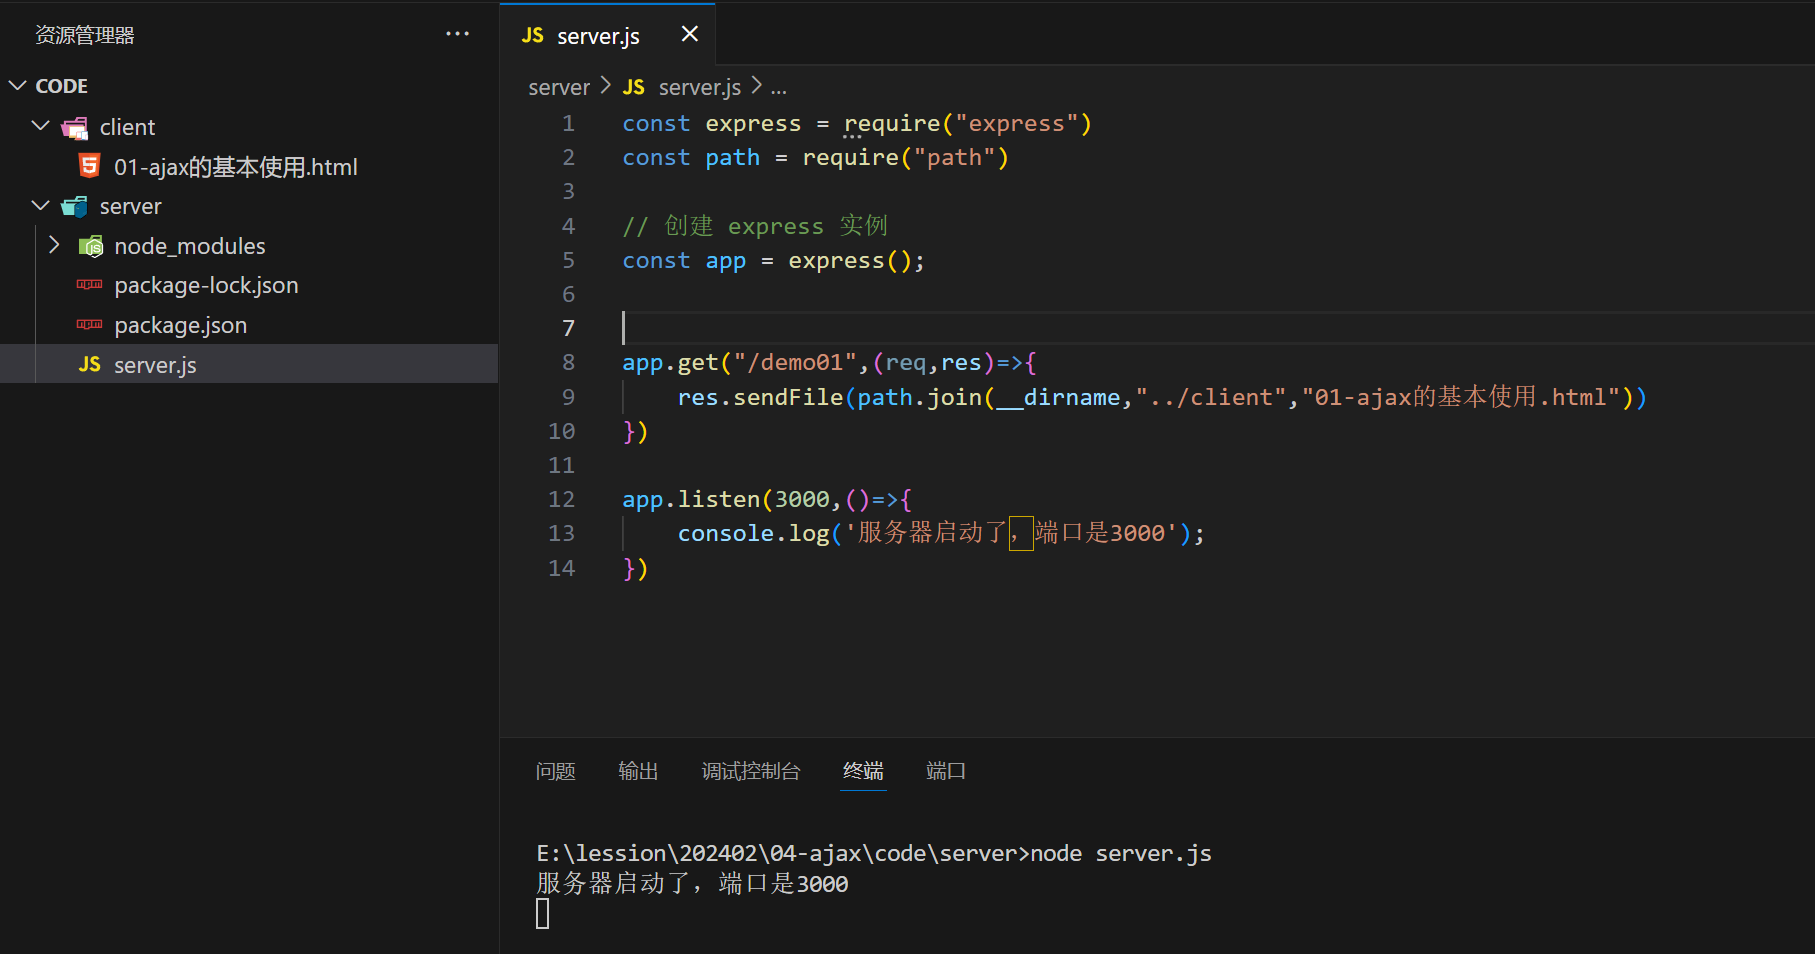 资源管理器
CODE
client
01-ajax的基本使用.html
server
node_modules
package-lock.json
package.json
JS server.js
JS server.js
server > JS server.js > ...
1 const express = require("express")
2 const path = require("path")
3
4 // 创建 express 实例
5 const app = express();
6
7
8 app.get("/demo01",(req,res)=>{
9 res.sendFile(path.join(__dirname,"../client","01-ajax的基本使用.html"))
10 })
11
12 app.listen(3000,()=>{
13 console.log('服务器启动了，端口是3000');
14 })
问题 输出 调试控制台 终端 端口
E:\lession\202402\04-ajax\code\server>node server.js
服务器启动了，端口是3000